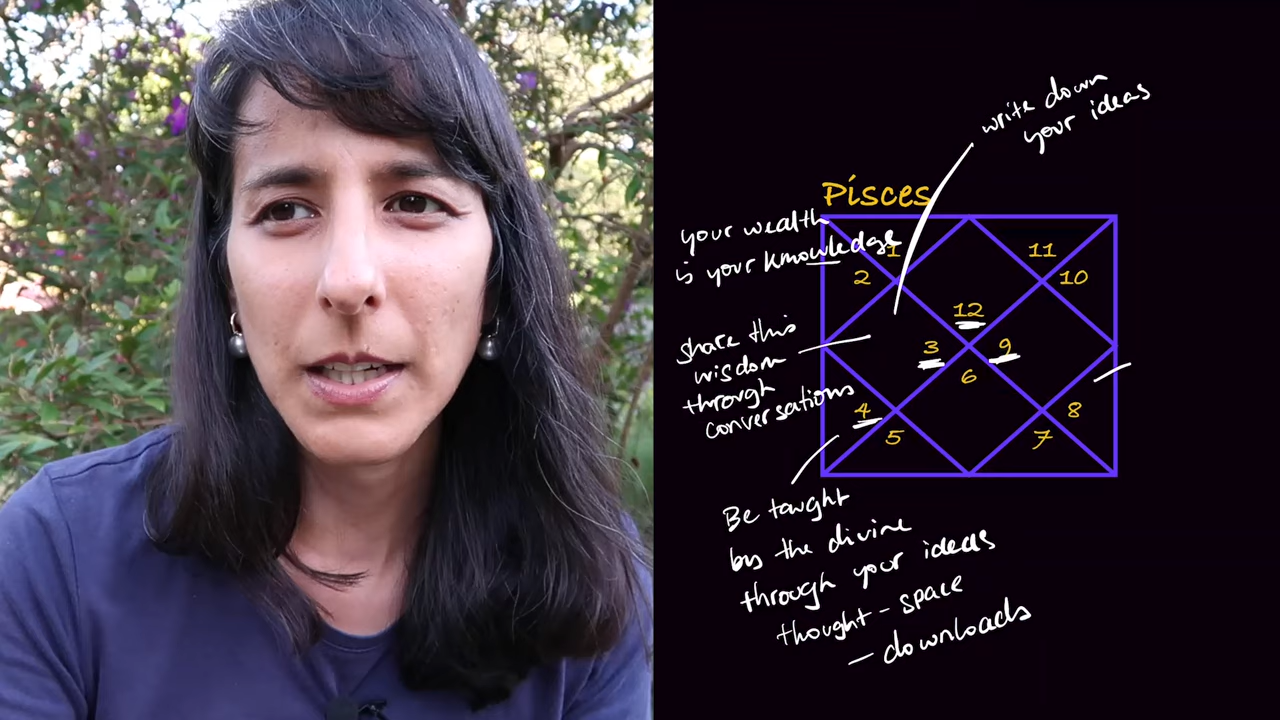 write down
your ideas
Pisces
your wealth
is your knowledge
1
11
2
10
12
share this
wisdom
through
conversations
3
9
6
4
8
5
7
Be taught
by the divine
through your ideas
thought - space
- downloads